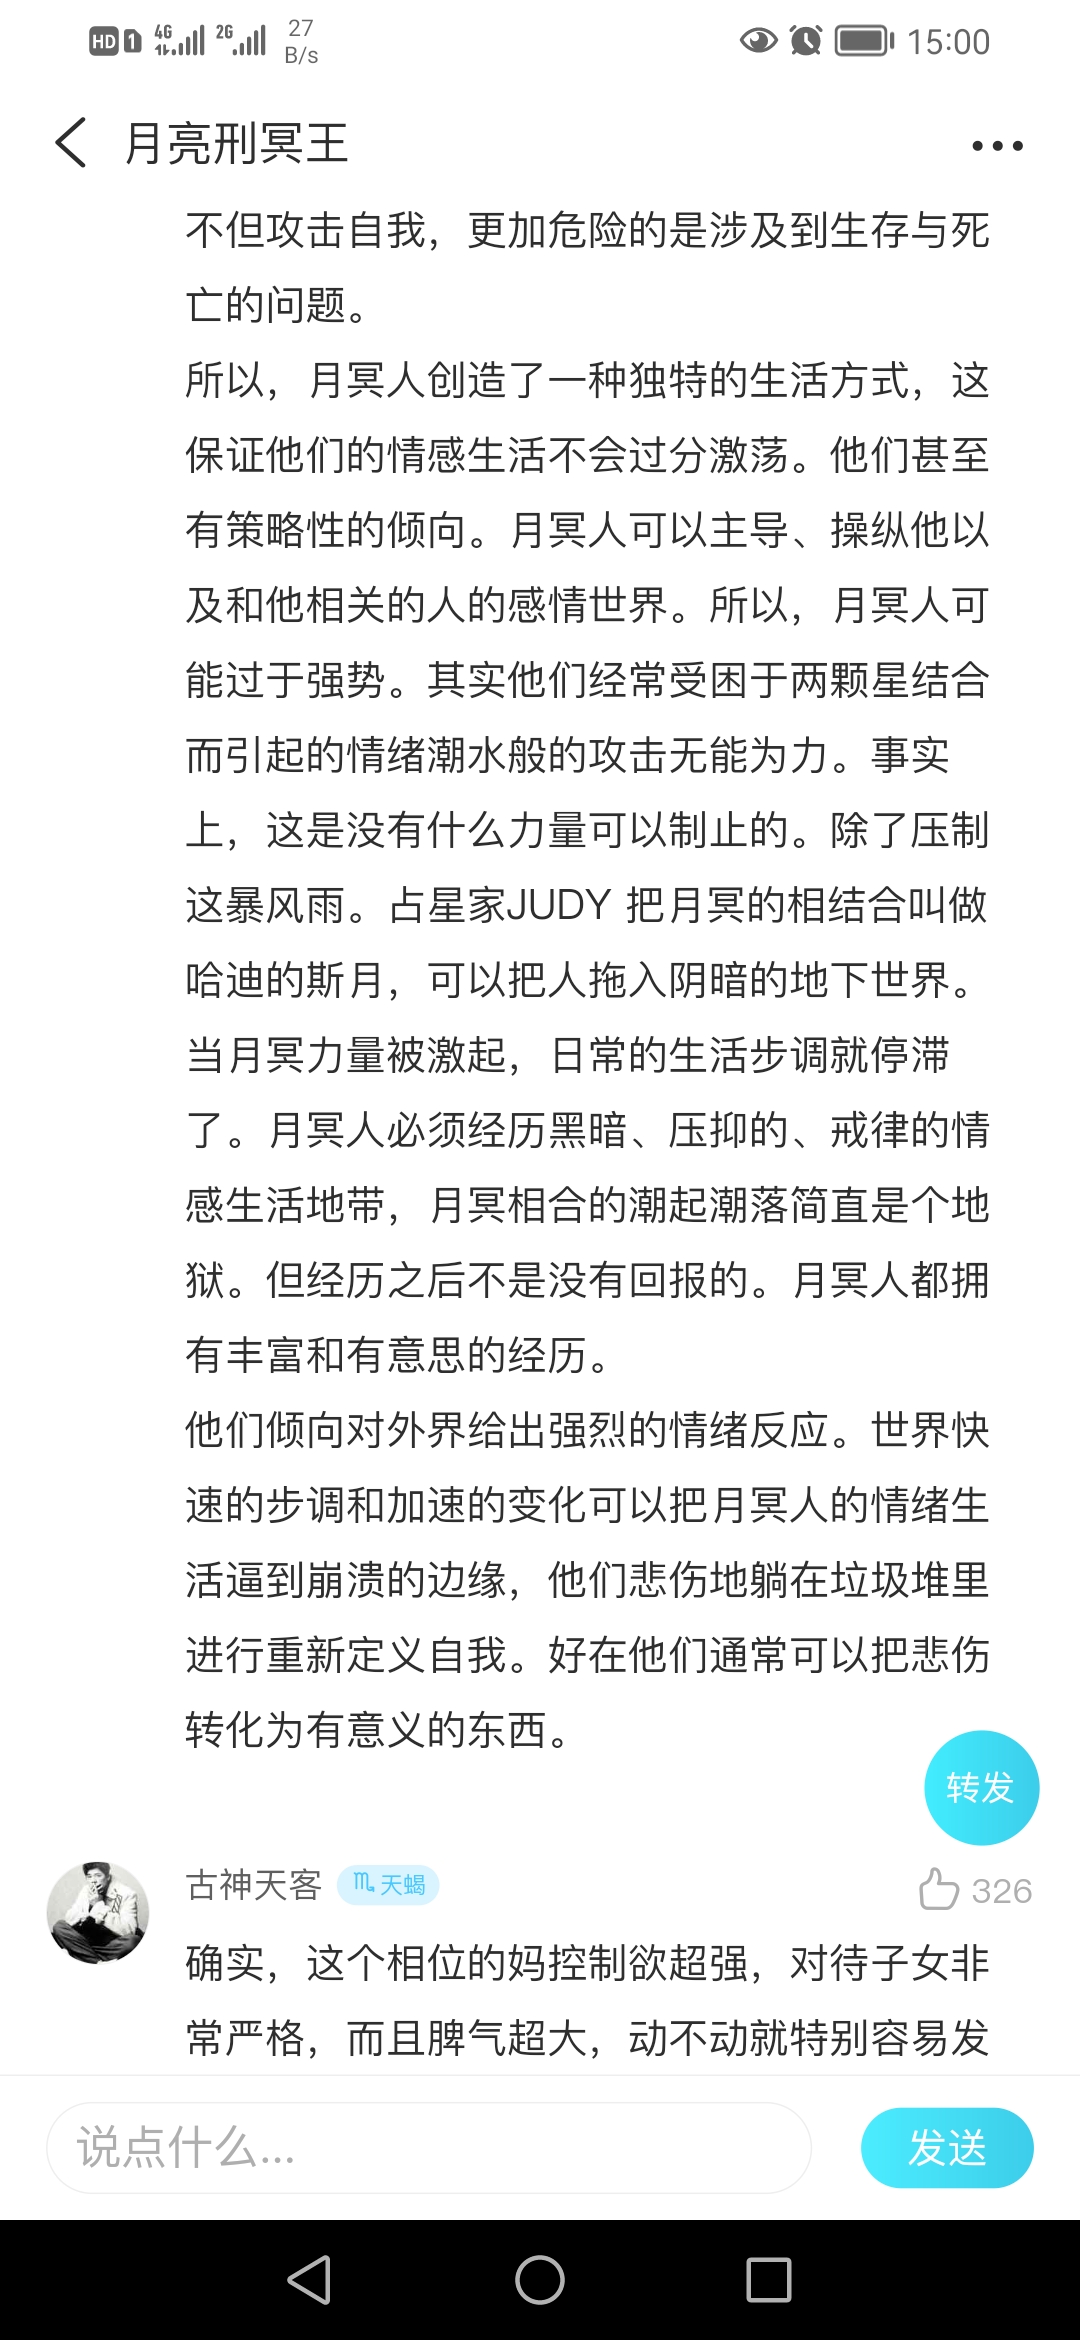 HD 1 4G 2G 27 B/s 15:00
月亮刑冥王
不但攻击自我，更加危险的是涉及到生存与死
亡的问题。
所以，月冥人创造了一种独特的生活方式，这
保证他们的情感生活不会过分激荡。他们甚至
有策略性的倾向。月冥人可以主导、操纵他以
及和他相关的人的感情世界。所以，月冥人可
能过于强势。其实他们经常受困于两颗星结合
而引起的情绪潮水般的攻击无能为力。事实
上，这是没有什么力量可以制止的。除了压制
这暴风雨。占星家JUDY 把月冥的相结合叫做
哈迪的斯月，可以把人拖入阴暗的地下世界。
当月冥力量被激起，日常的生活步调就停滞
了。月冥人必须经历黑暗、压抑的、戒律的情
感生活地带，月冥相合的潮起潮落简直是个地
狱。但经历之后不是没有回报的。月冥人都拥
有丰富和有意思的经历。
他们倾向对外界给出强烈的情绪反应。世界快
速的步调和加速的变化可以把月冥人的情绪生
活逼到崩溃的边缘，他们悲伤地躺在垃圾堆里
进行重新定义自我。好在他们通常可以把悲伤
转化为有意义的东西。
转发
古神天客 ♏天蝎 326
确实，这个相位的妈控制欲超强，对待子女非
常严格，而且脾气超大，动不动就特别容易发
说点什么... 发送